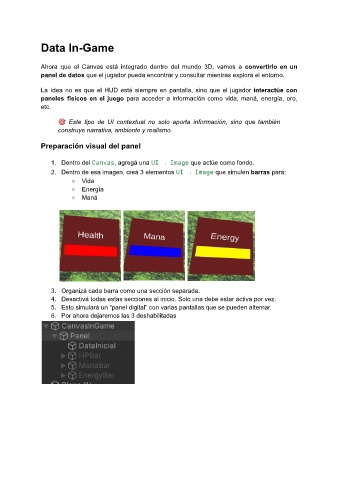 Data In-Game
Ahora que el Canvas está integrado dentro del mundo 3D, vamos a convertirlo en un
panel de datos que el jugador pueda encontrar y consultar mientras explora el entorno.
La idea no es que el HUD esté siempre en pantalla, sino que el jugador interactúe con
paneles físicos en el juego para acceder a información como vida, maná, energía, oro,
etc.
🎯 Este tipo de UI contextual no solo aporta información, sino que también
construye narrativa, ambiente y realismo.
Preparación visual del panel
1. Dentro del Canvas, agregá una UI → Image que actúe como fondo.
2. Dentro de esa imagen, creá 3 elementos UI → Image que simulen barras para:
○ Vida
○ Energía
○ Maná
Health Mana Energy
3. Organizá cada barra como una sección separada.
4. Desactivá todas estas secciones al inicio. Solo una debe estar activa por vez.
5. Esto simulará un “panel digital” con varias pantallas que se pueden alternar.
6. Por ahora dejaremos las 3 deshabilitadas
CanvasInGame
Panel
DataInicial
HPBar
ManaBar
EnergyBar